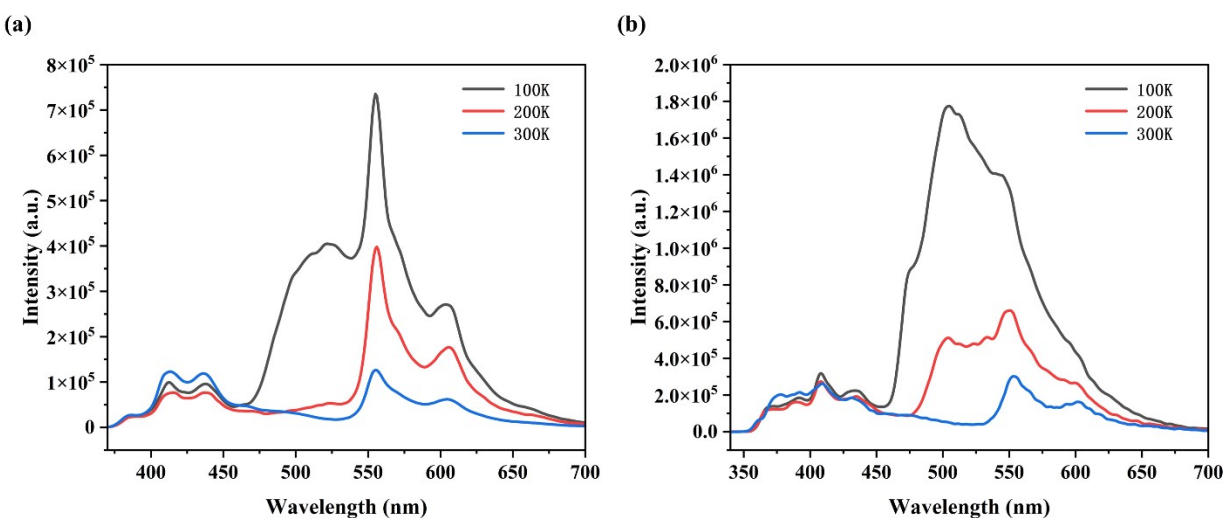 (a)
8×10⁵
7×10⁵
6×10⁵
5×10⁵
4×10⁵
3×10⁵
2×10⁵
1×10⁵
0
Intensity (a.u.)
400 450 500 550 600 650 700
Wavelength (nm)
100K
200K
300K
(b)
2.0×10⁶
1.8×10⁶
1.6×10⁶
1.4×10⁶
1.2×10⁶
1.0×10⁶
8.0×10⁵
6.0×10⁵
4.0×10⁵
2.0×10⁵
0.0
Intensity (a.u.)
350 400 450 500 550 600 650 700
Wavelength (nm)
100K
200K
300K